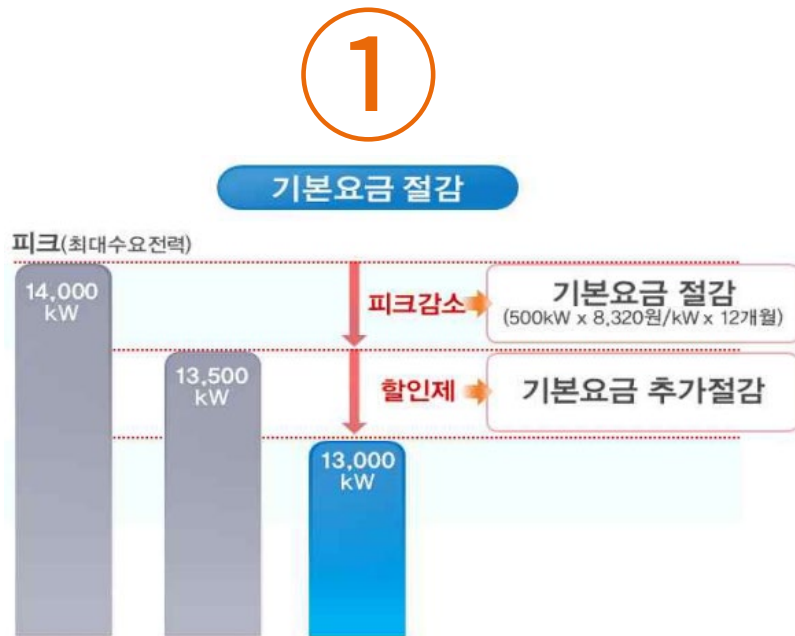 1
기본요금 절감
피크(최대수요전력)
14,000
kW
피크감소
기본요금 절감
(500kW x 8,320원/kW x 12개월)
13,500
kW
할인제
기본요금 추가절감
13,000
kW